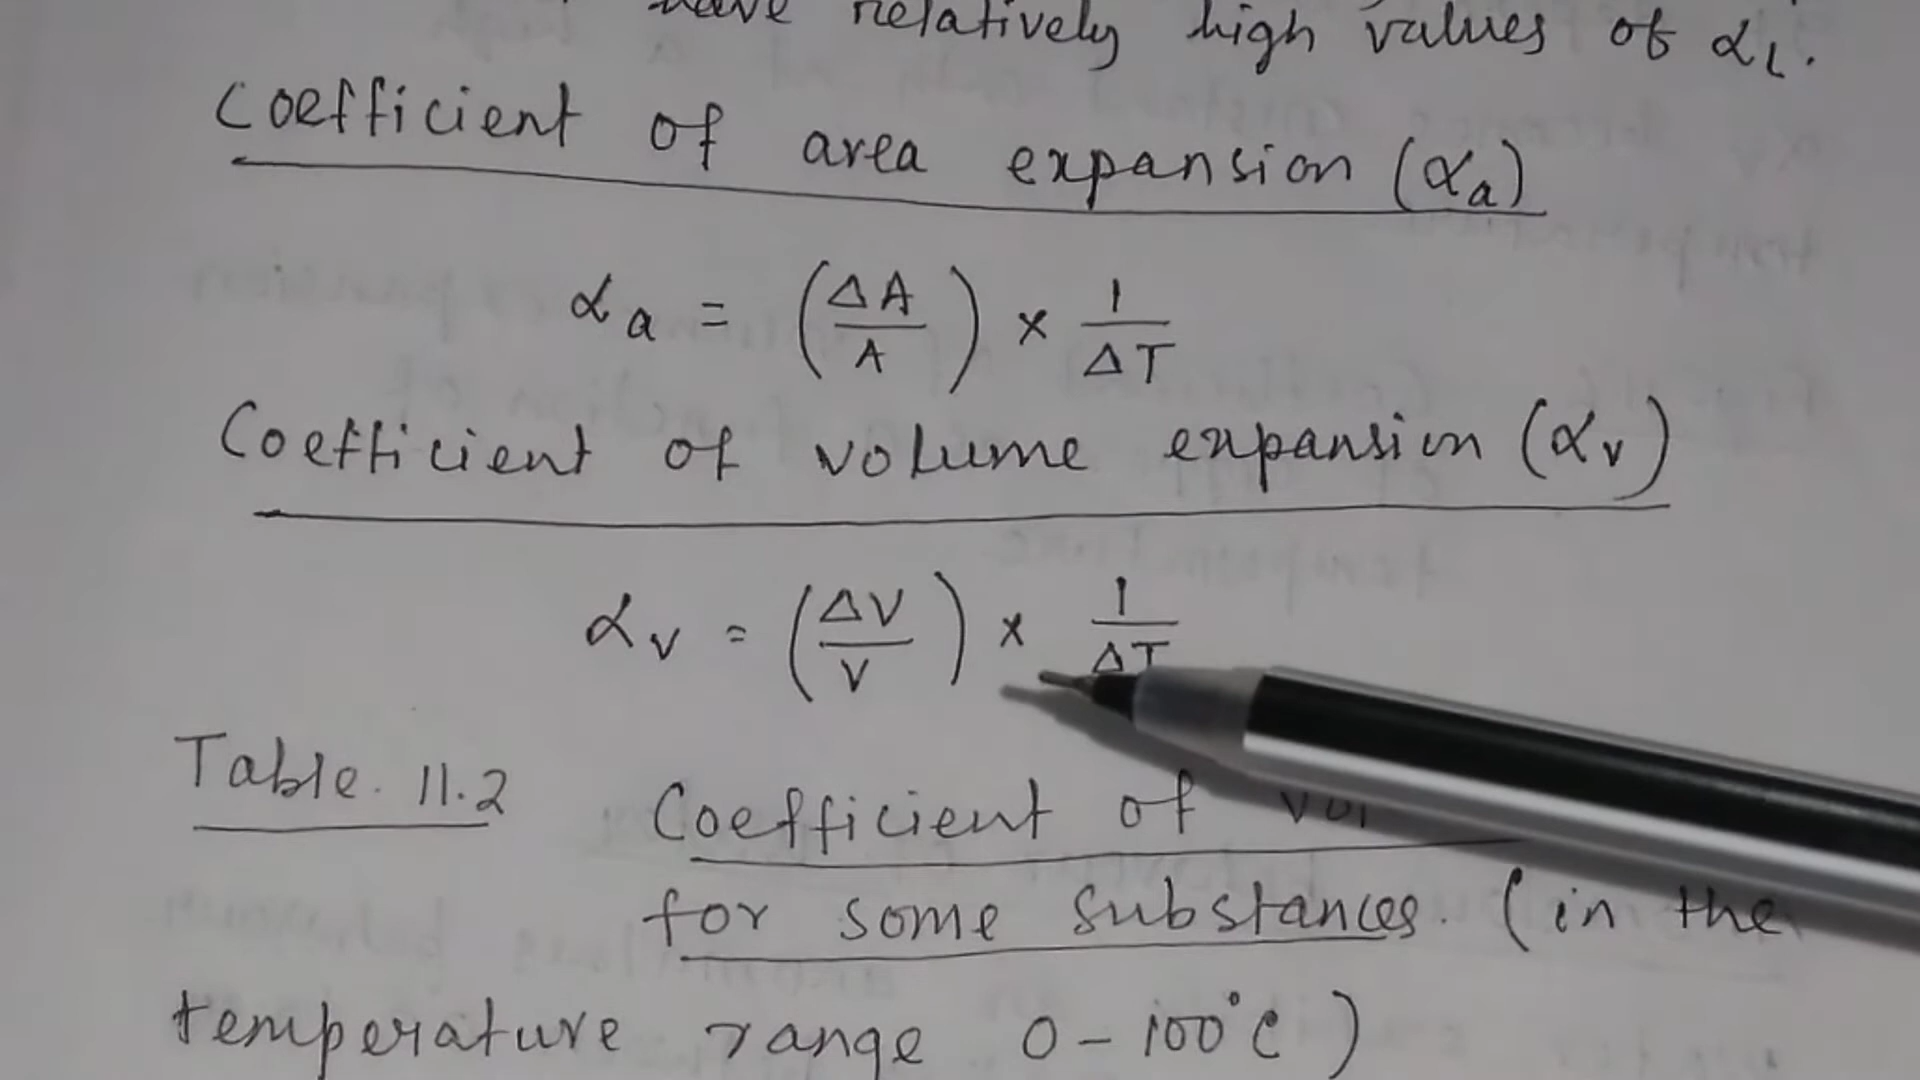 have relatively high values of αl.
Coefficient of area expansion (αa)
αa = (ΔA/A) × 1/ΔT
Coefficient of volume expansion (αv)
αv = (ΔV/V) × 1/ΔT
Table. 11.2 Coefficient of vol
for some substances. (in the
temperature range 0 - 100°C)